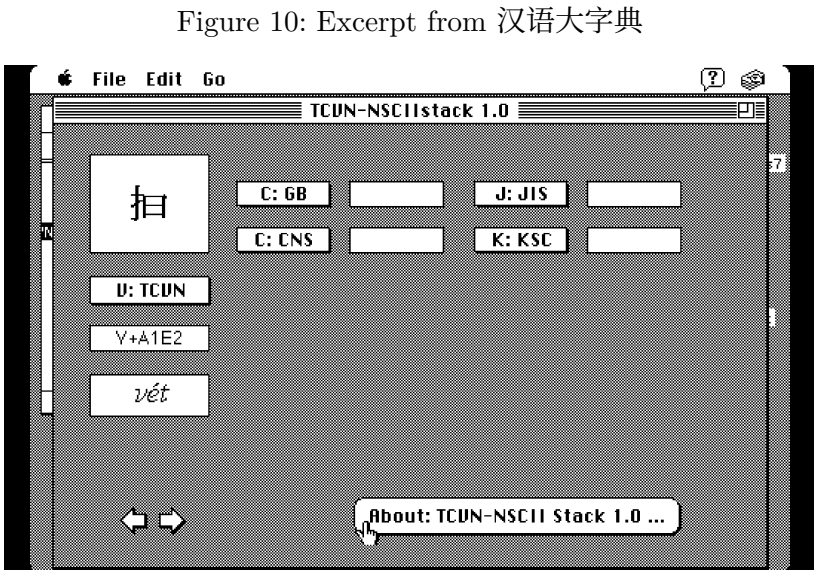 Figure 10: Excerpt from 汉语大字典
File Edit Go
TCVN-NSCIIstack 1.0
s7
C: GB
J: JIS
C: CNS
K: KSC
V: TCVN
V+A1E2
vét
About: TCVN-NSCII Stack 1.0 ...